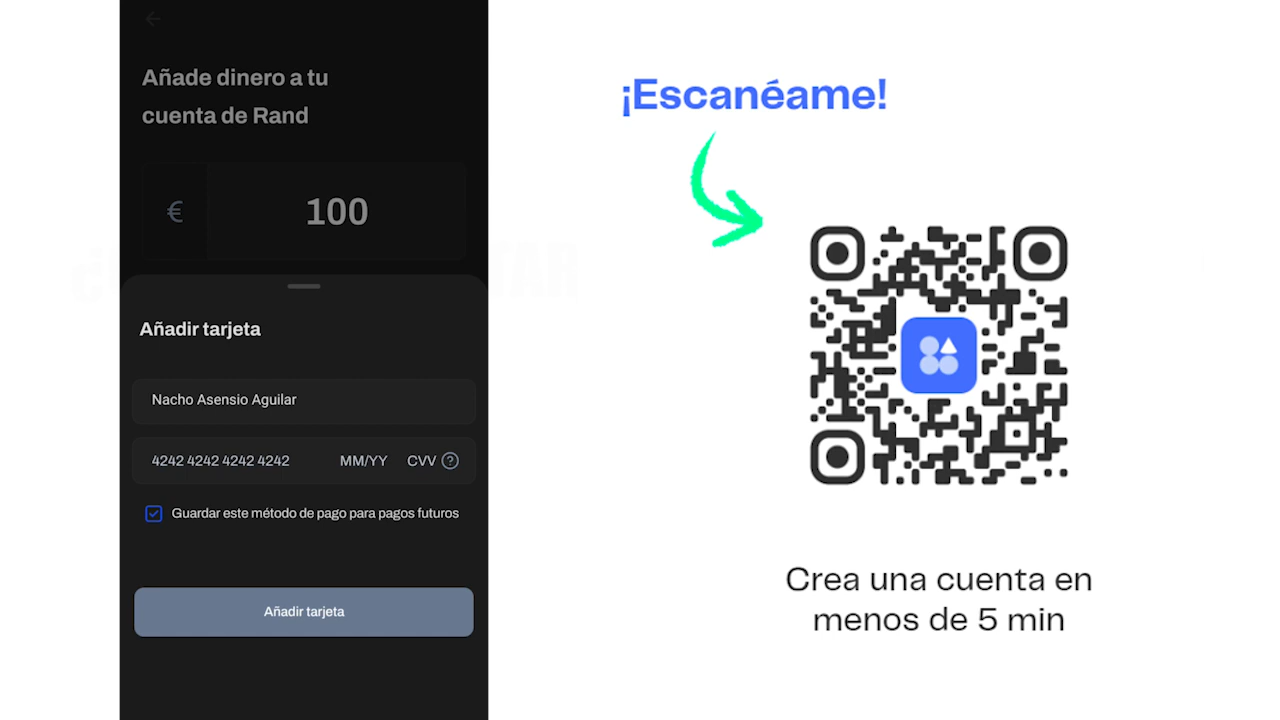 Añade dinero a tu
cuenta de Rand
€ 100
Añadir tarjeta
Nacho Asensio Aguilar
4242 4242 4242 4242 MM/YY CVV ?
Guardar este método de pago para pagos futuros
Añadir tarjeta
¡Escanéame!
Crea una cuenta en
menos de 5 min